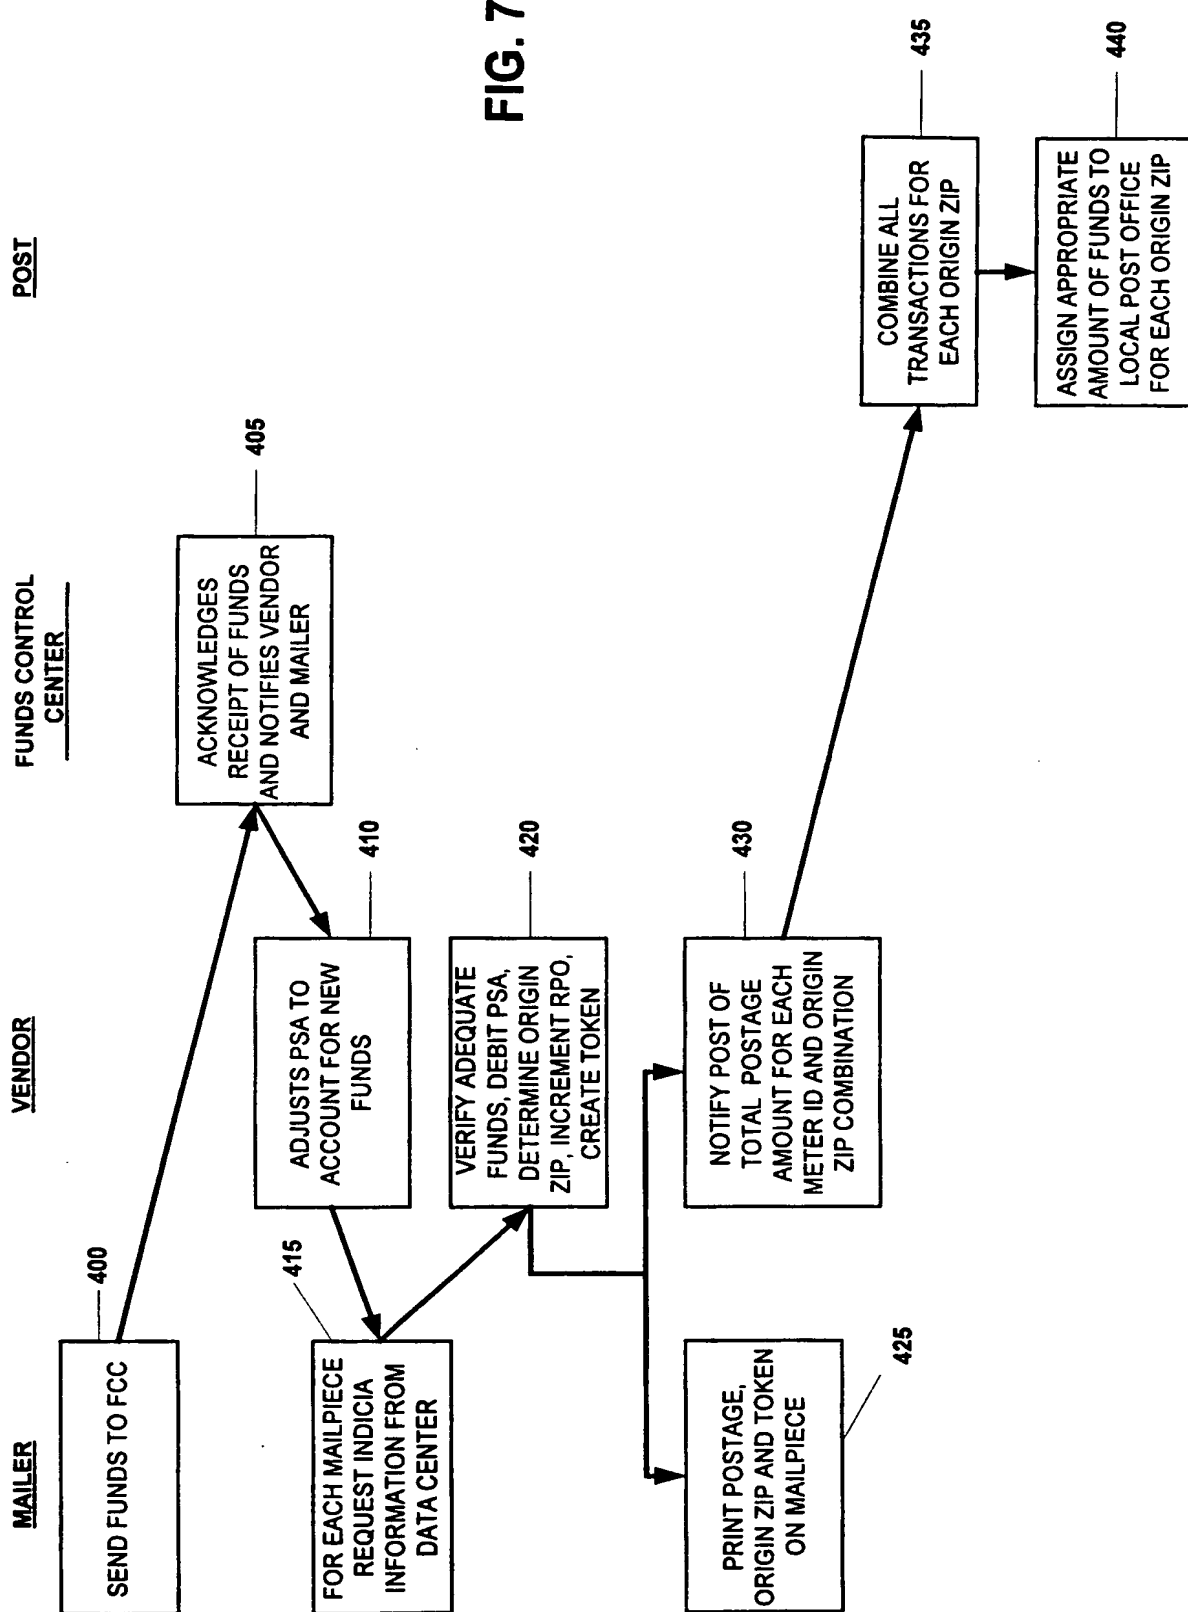 MAILER
VENDOR
FUNDS CONTROL
CENTER
POST
400
SEND FUNDS TO FCC
405
ACKNOWLEDGES
RECEIPT OF FUNDS
AND NOTIFIES VENDOR
AND MAILER
410
ADJUSTS PSA TO
ACCOUNT FOR NEW
FUNDS
415
FOR EACH MAILPIECE
REQUEST INDICIA
INFORMATION FROM
DATA CENTER
420
VERIFY ADEQUATE
FUNDS, DEBIT PSA,
DETERMINE ORIGIN
ZIP, INCREMENT RPO,
CREATE TOKEN
425
PRINT POSTAGE,
ORIGIN ZIP AND TOKEN
ON MAILPIECE
430
NOTIFY POST OF
TOTAL POSTAGE
AMOUNT FOR EACH
METER ID AND ORIGIN
ZIP COMBINATION
435
COMBINE ALL
TRANSACTIONS FOR
EACH ORIGIN ZIP
440
ASSIGN APPROPRIATE
AMOUNT OF FUNDS TO
LOCAL POST OFFICE
FOR EACH ORIGIN ZIP
FIG. 7